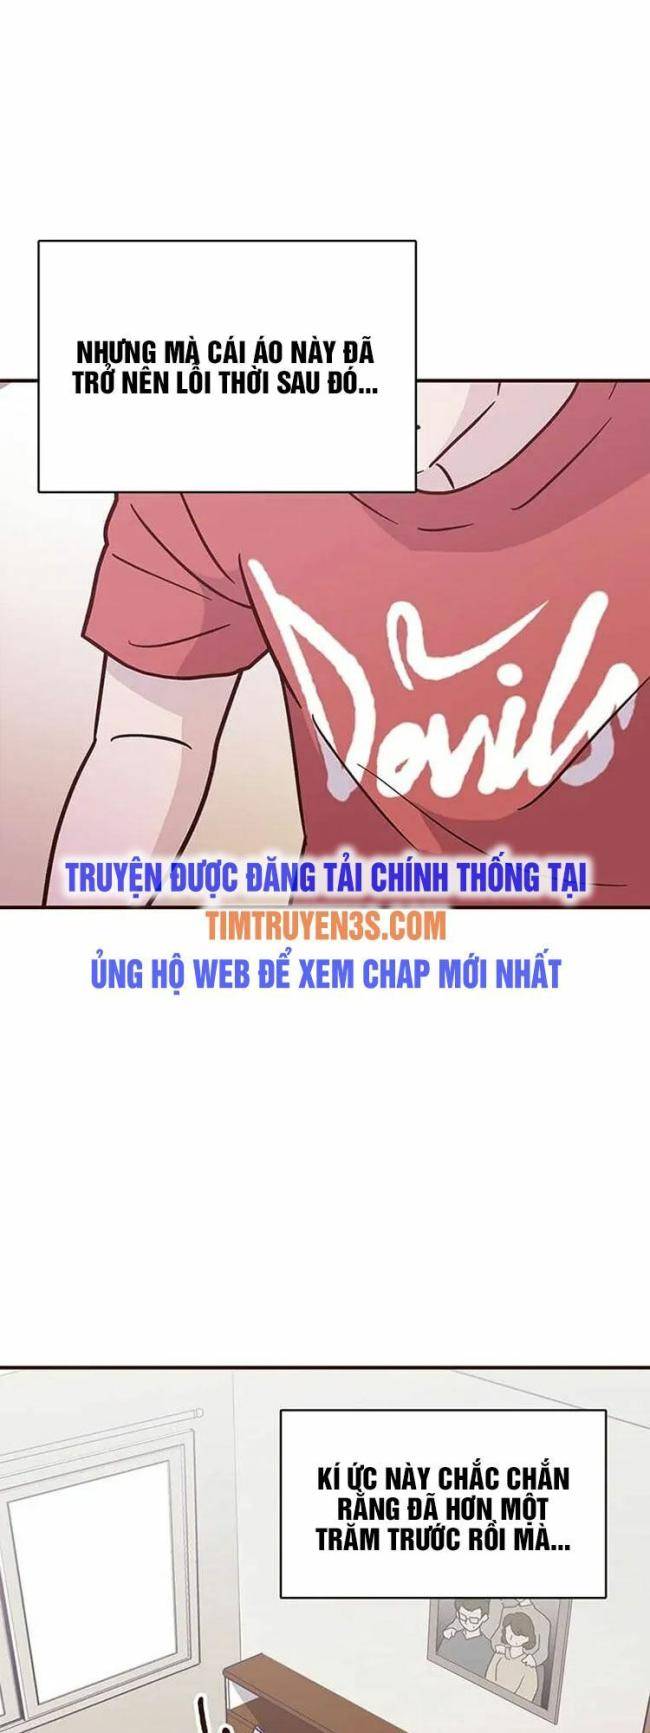 NHƯNG MÀ CÁI ÁO NÀY ĐÃ
TRỞ NÊN LỖI THỜI SAU ĐÓ...
Devils
TRUYỆN ĐƯỢC ĐĂNG TẢI CHÍNH THỐNG TẠI
TIMTRUYEN3S.COM
ỦNG HỘ WEB ĐỂ XEM CHAP MỚI NHẤT
KÍ ỨC NÀY CHẮC CHẮN
RẰNG ĐÃ HƠN MỘT
TRĂM TRƯỚC RỒI MÀ...